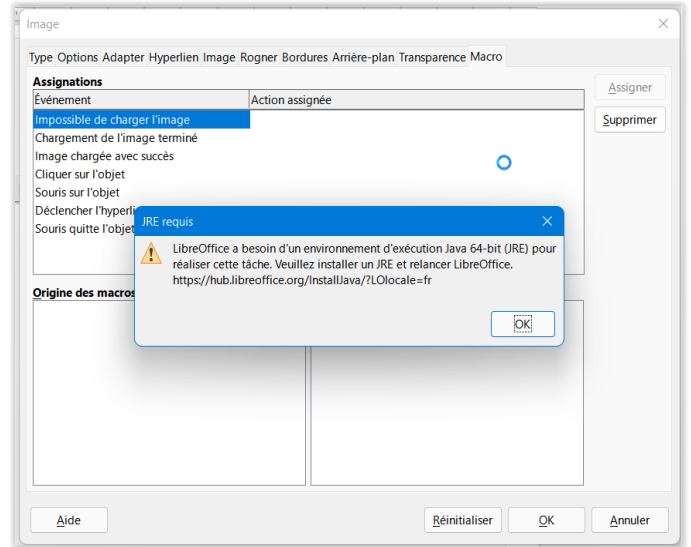 Image
Type Options Adapter Hyperlien Image Rogner Bordures Arrière-plan Transparence Macro
Assignations
Événement Action assignée
Assigner
Impossible de charger l'image
Supprimer
Chargement de l'image terminé
Image chargée avec succès
Cliquer sur l'objet
Souris sur l'objet
Déclencher l'hyperli
Souris quitte l'objet
JRE requis
LibreOffice a besoin d'un environnement d'exécution Java 64-bit (JRE) pour
réaliser cette tâche. Veuillez installer un JRE et relancer LibreOffice.
https://hub.libreoffice.org/InstallJava/?LOlocale=fr
OK
Origine des macros
Aide Réinitialiser OK Annuler